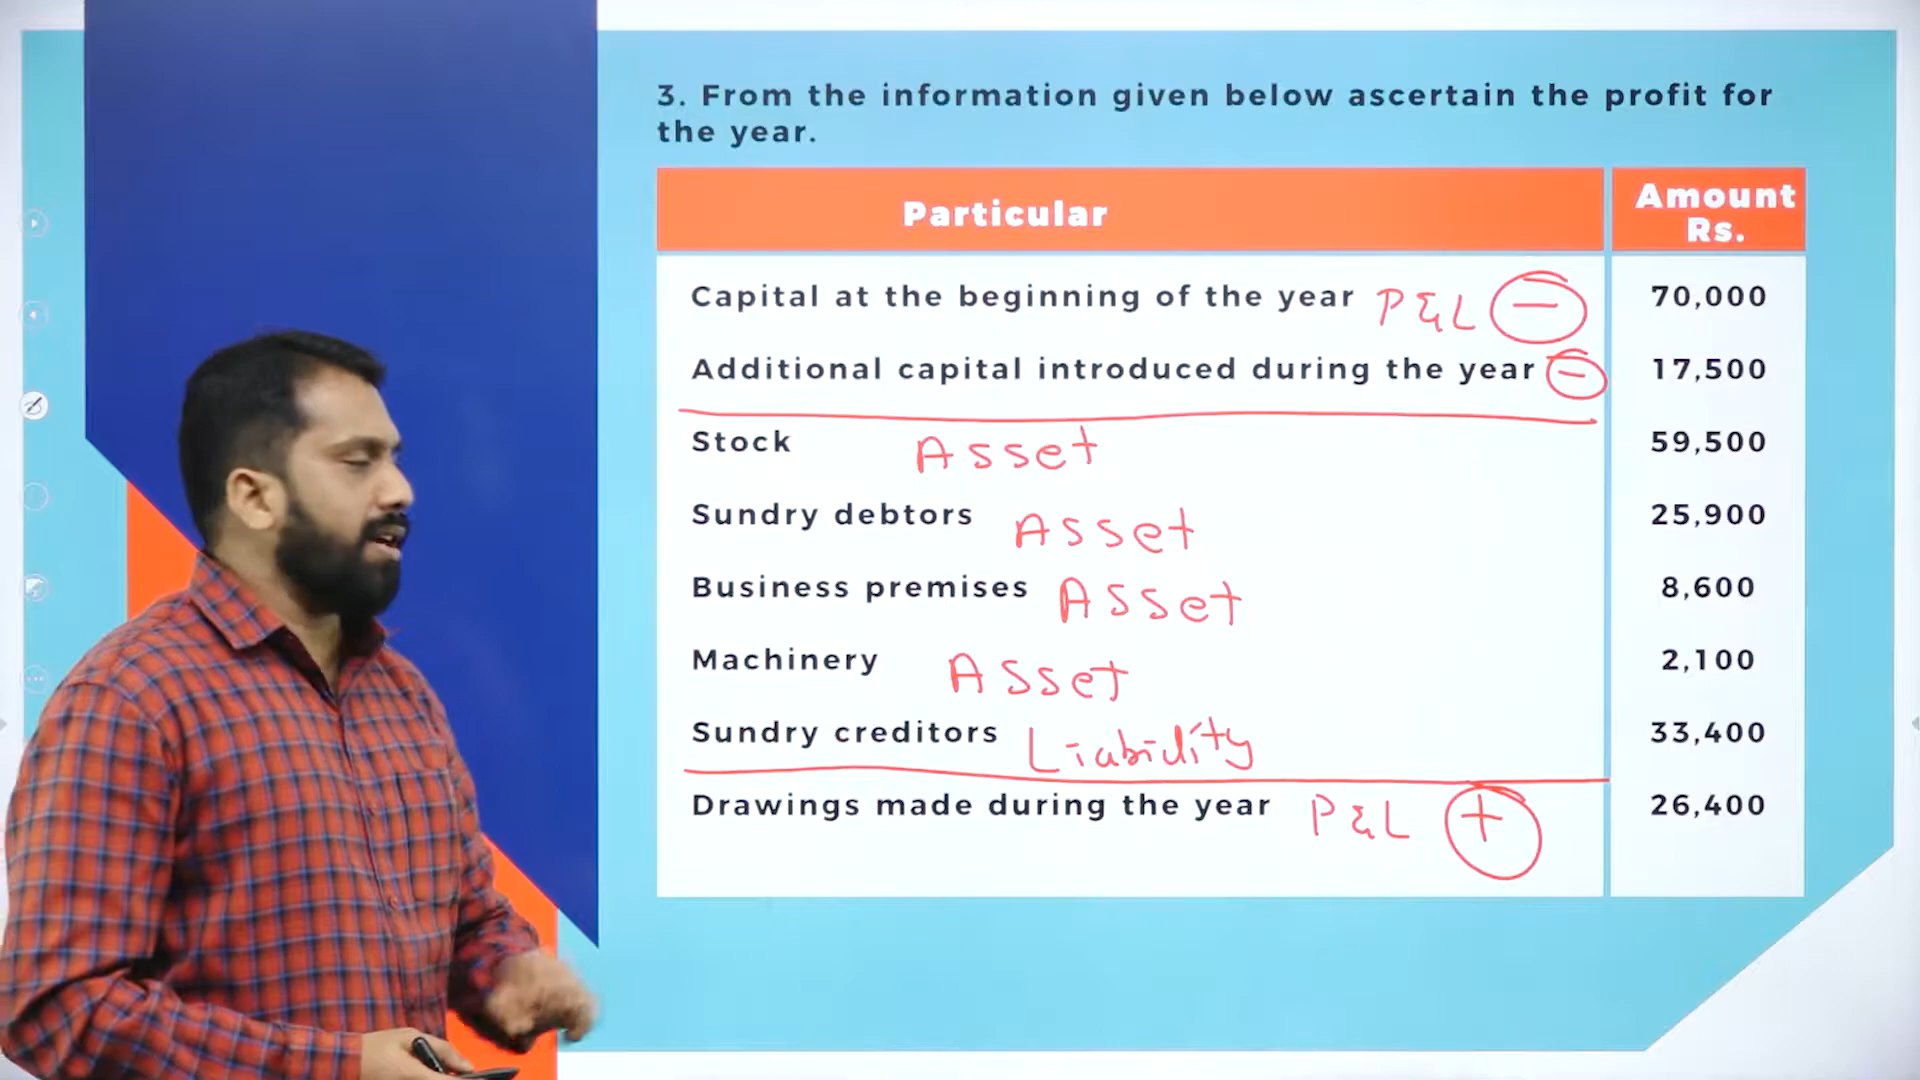 3. From the information given below ascertain the profit for
the year.
Particular
Amount
Rs.
Capital at the beginning of the year P&L − 70,000
Additional capital introduced during the year − 17,500
Stock Asset 59,500
Sundry debtors Asset 25,900
Business premises Asset 8,600
Machinery Asset 2,100
Sundry creditors Liability 33,400
Drawings made during the year P&L + 26,400